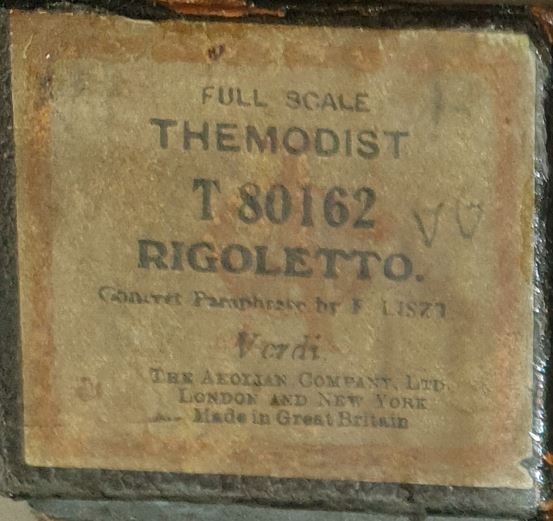 FULL SCALE
THEMODIST
T 80162
RIGOLETTO.
Concert Paraphrase by F. LISZT
Verdi.
THE AEOLIAN COMPANY, LTD.
LONDON AND NEW YORK
Made in Great Britain